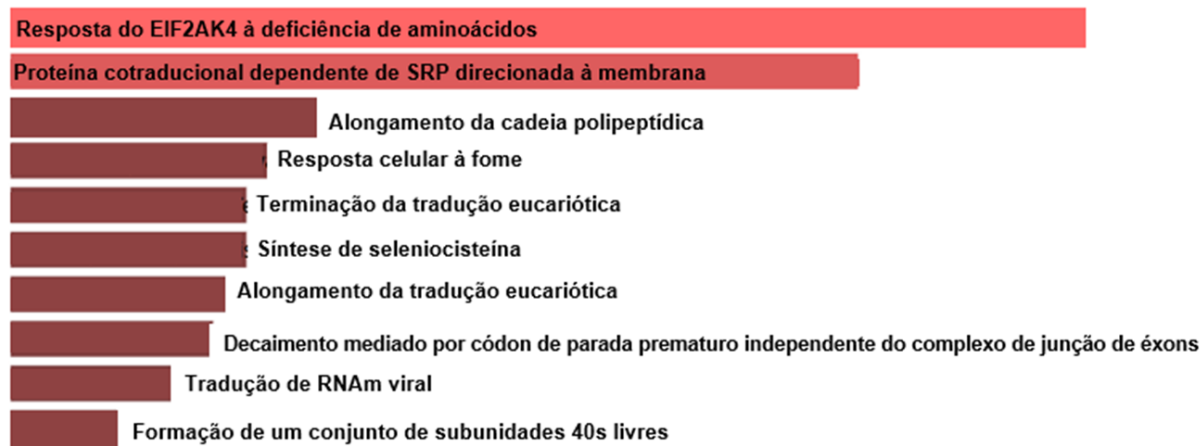 Resposta do EIF2AK4 à deficiência de aminoácidos
Proteína cotraducional dependente de SRP direcionada à membrana
Alongamento da cadeia polipeptídica
Resposta celular à fome
Terminação da tradução eucariótica
Síntese de seleniocisteína
Alongamento da tradução eucariótica
Decaimento mediado por códon de parada prematuro independente do complexo de junção de éxons
Tradução de RNAm viral
Formação de um conjunto de subunidades 40s livres